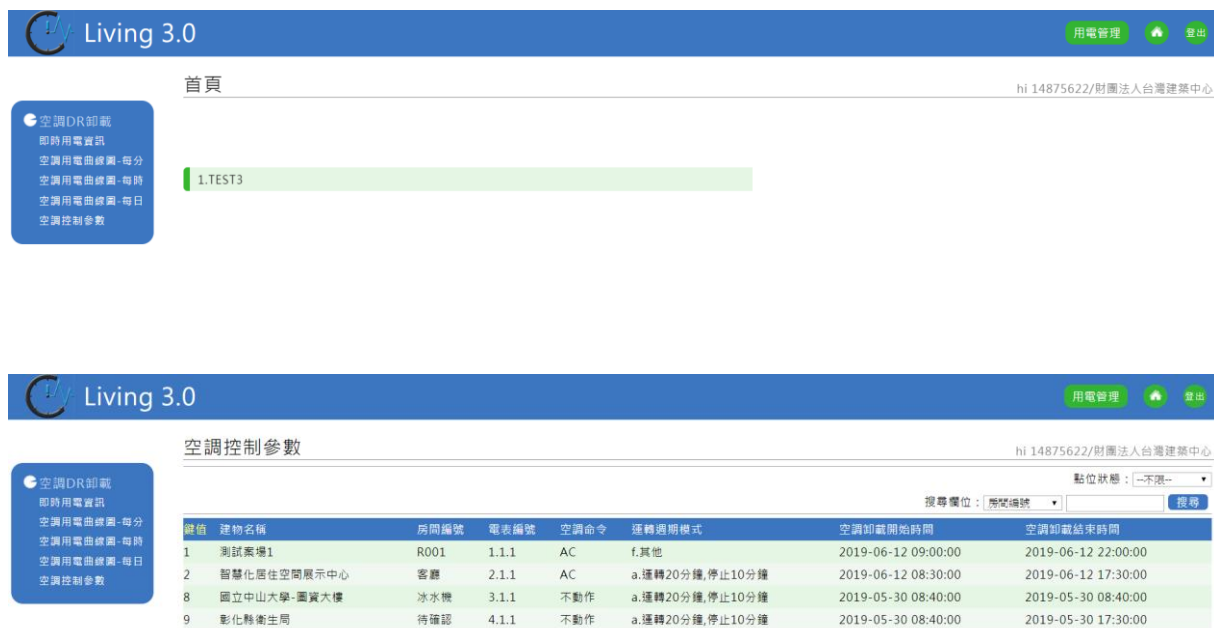 Living 3.0
用電管理
登出
首頁
hi 14875622/財團法人台灣建築中心
空調DR卸載
即時用電資訊
空調用電曲線圖-每分
空調用電曲線圖-每時
空調用電曲線圖-每日
空調控制參數
1.TEST3
Living 3.0
用電管理
登出
空調控制參數
hi 14875622/財團法人台灣建築中心
空調DR卸載
即時用電資訊
空調用電曲線圖-每分
空調用電曲線圖-每時
空調用電曲線圖-每日
空調控制參數
點位狀態：--不限--
搜尋欄位：房間編號 搜尋
鍵值 建物名稱 房間編號 電表編號 空調命令 運轉週期模式 空調卸載開始時間 空調卸載結束時間
1 測試案場1 R001 1.1.1 AC f.其他 2019-06-12 09:00:00 2019-06-12 22:00:00
2 智慧化居住空間展示中心 客廳 2.1.1 AC a.運轉20分鐘,停止10分鐘 2019-06-12 08:30:00 2019-06-12 17:30:00
8 國立中山大學-圖資大樓 冰水機 3.1.1 不動作 a.運轉20分鐘,停止10分鐘 2019-05-30 08:40:00 2019-05-30 08:40:00
9 彰化縣衛生局 待確認 4.1.1 不動作 a.運轉20分鐘,停止10分鐘 2019-05-30 08:40:00 2019-05-30 17:30:00